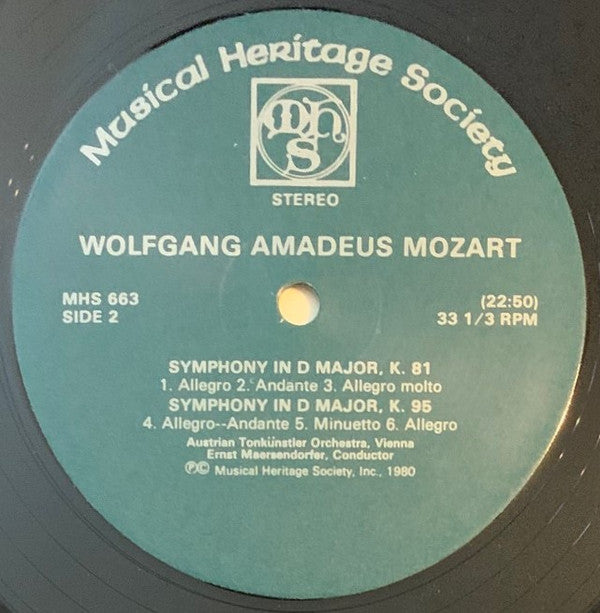 Musical Heritage Society
mhs
STEREO
WOLFGANG AMADEUS MOZART
MHS 663
SIDE 2
(22:50)
33 1/3 RPM
SYMPHONY IN D MAJOR, K. 81
1. Allegro 2. Andante 3. Allegro molto
SYMPHONY IN D MAJOR, K. 95
4. Allegro--Andante 5. Minuetto 6. Allegro
Austrian Tonkünstler Orchestra, Vienna
Ernst Maersendorfer, Conductor
℗© Musical Heritage Society, Inc., 1980